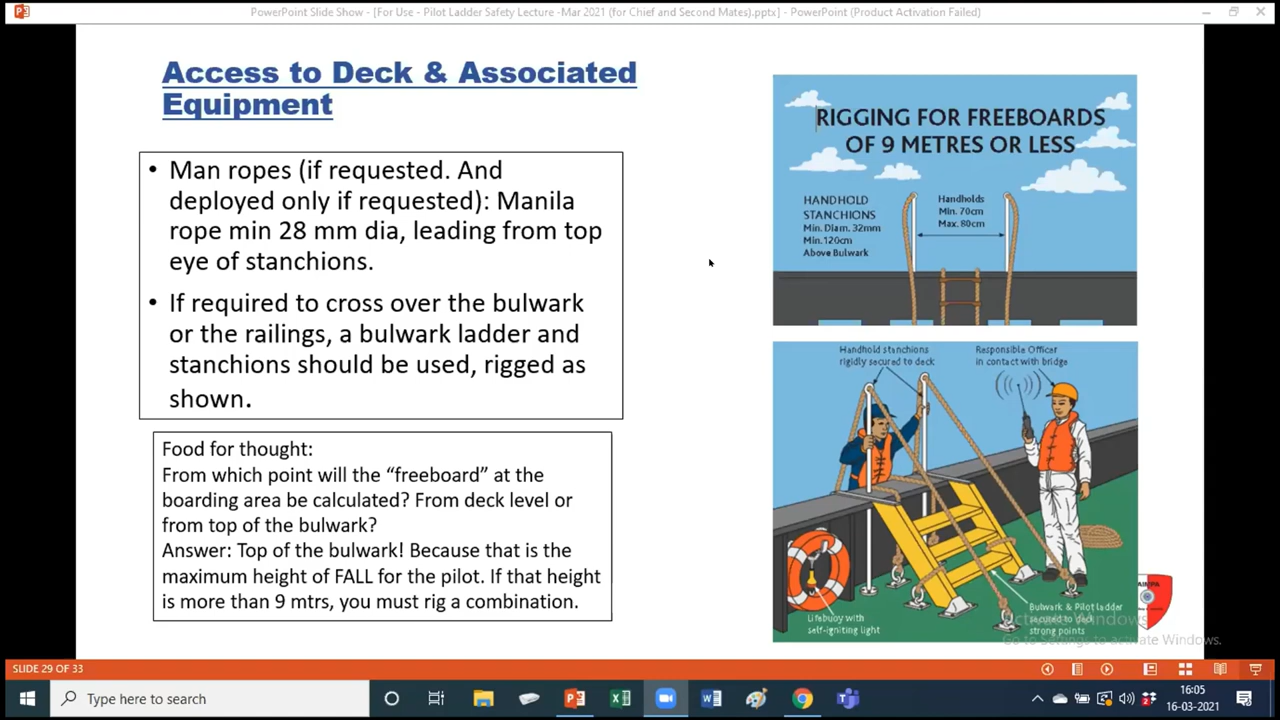 PowerPoint Slide Show - [For Use - Pilot Ladder Safety Lecture -Mar 2021 (for Chief and Second Mates).pptx] - PowerPoint (Product Activation Failed)
Access to Deck & Associated
Equipment
• Man ropes (if requested. And
deployed only if requested): Manila
rope min 28 mm dia, leading from top
eye of stanchions.
• If required to cross over the bulwark
or the railings, a bulwark ladder and
stanchions should be used, rigged as
shown.
Food for thought:
From which point will the “freeboard” at the
boarding area be calculated? From deck level or
from top of the bulwark?
Answer: Top of the bulwark! Because that is the
maximum height of FALL for the pilot. If that height
is more than 9 mtrs, you must rig a combination.
RIGGING FOR FREEBOARDS
OF 9 METRES OR LESS
HANDHOLD
STANCHIONS
Min. Diam. 32mm
Min. 120cm
Above Bulwark
Handholds
Min. 70cm
Max. 80cm
Handhold stanchions
rigidly secured to deck
Responsible Officer
in contact with bridge
Lifebuoy with
self-igniting light
Bulwark & Pilot ladder
secured to deck
strong points
Activate Windows
Go to Settings to activate Windows.
SLIDE 29 OF 33
Type here to search
16:05
16-03-2021